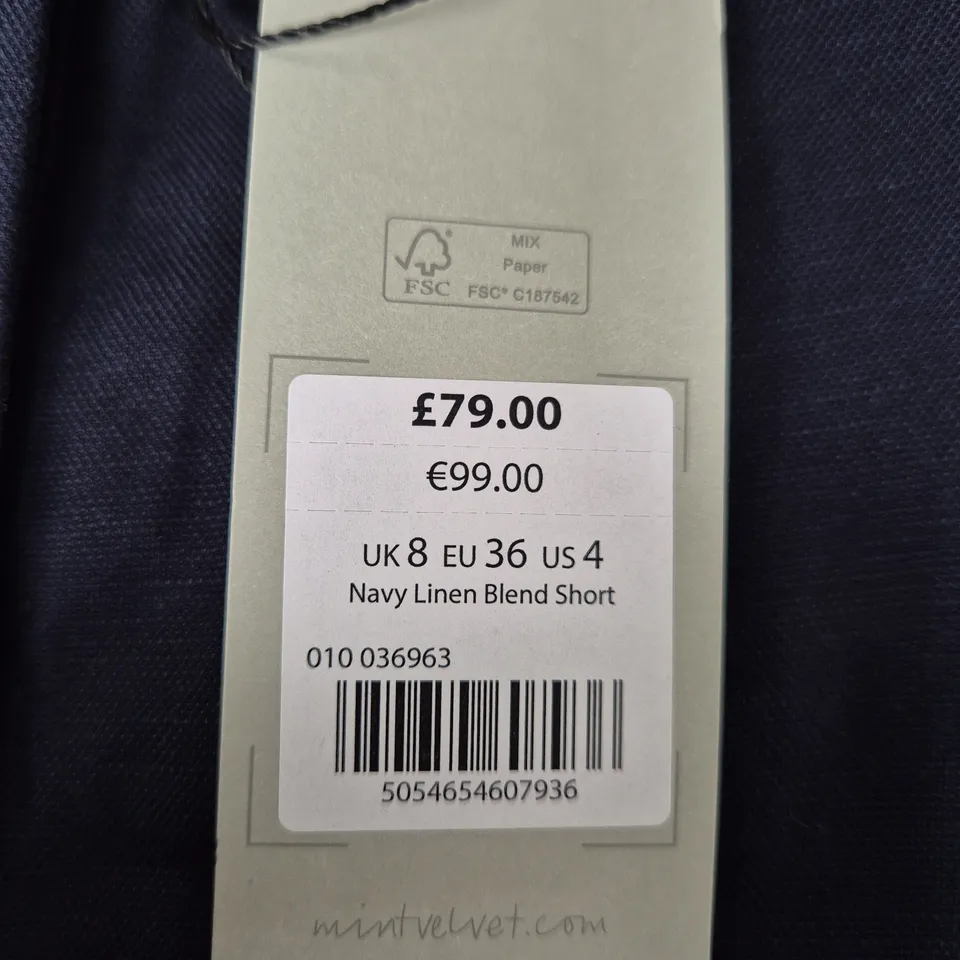 MIX
Paper
FSC® C187542
FSC®
£79.00
€99.00
UK 8 EU 36 US 4
Navy Linen Blend Short
010 036963
5054654607936
mintvelvet.com